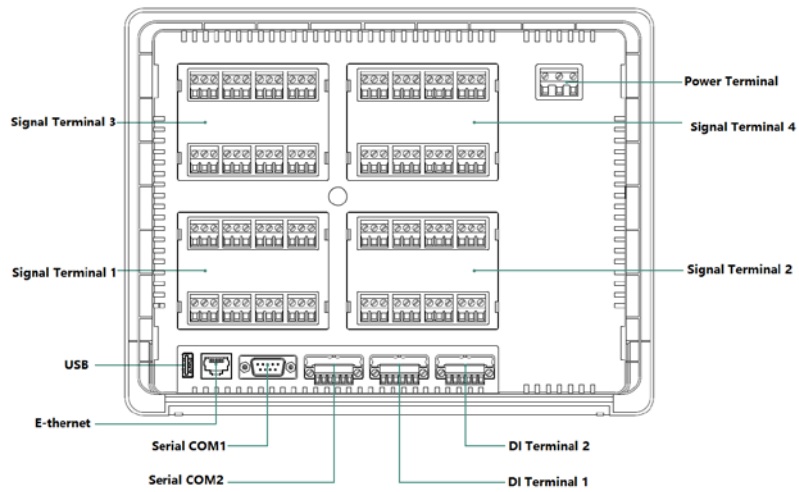 Power Terminal
Signal Terminal 3
Signal Terminal 4
Signal Terminal 1
Signal Terminal 2
USB
E-thernet
Serial COM1
DI Terminal 2
Serial COM2
DI Terminal 1